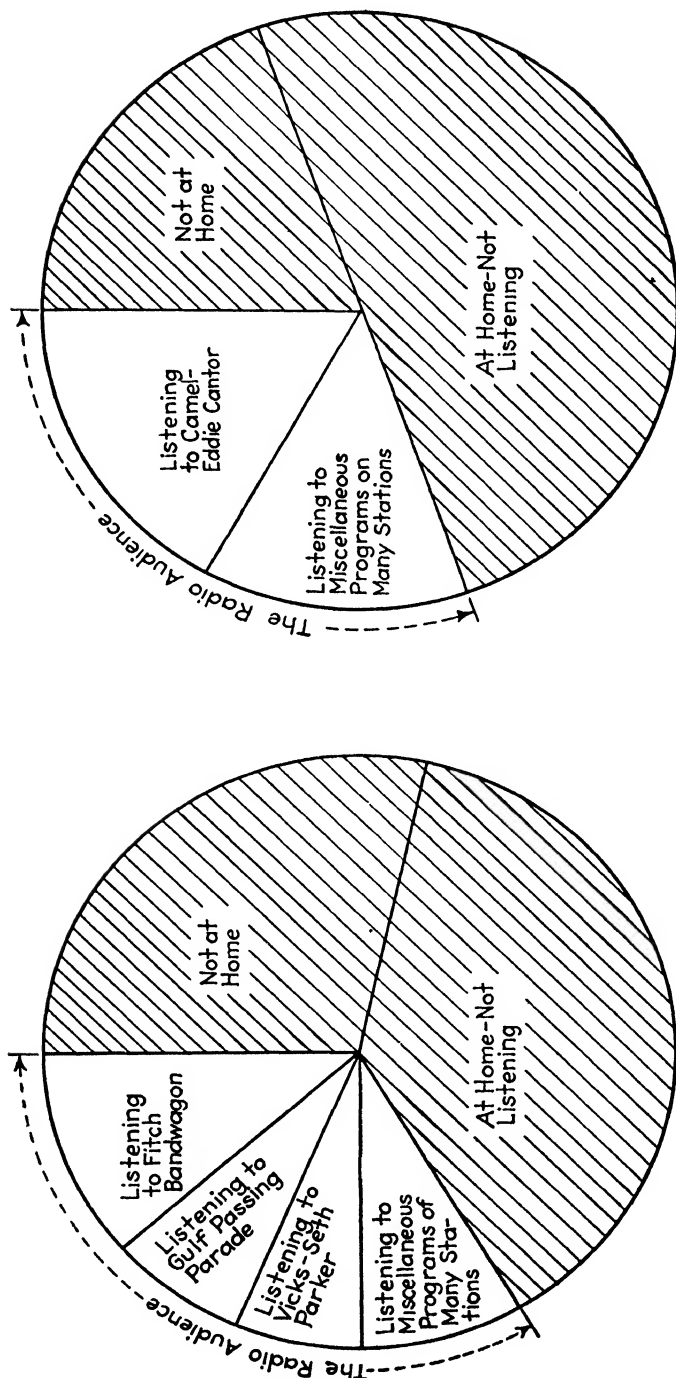 Not at
Home
Listening
to Camel-
Eddie Cantor
Listening to
Miscellaneous
Programs on
Many Stations
At Home-Not
Listening
The Radio Audience
Not at
Home
Listening
to Fitch
Bandwagon
Listening to
Gulf Passing
Parade
Listening to
Vicks-Seth
Parker
Listening to
Miscellaneous
Programs of
Many Sta-
tions
At Home-Not
Listening
The Radio Audience